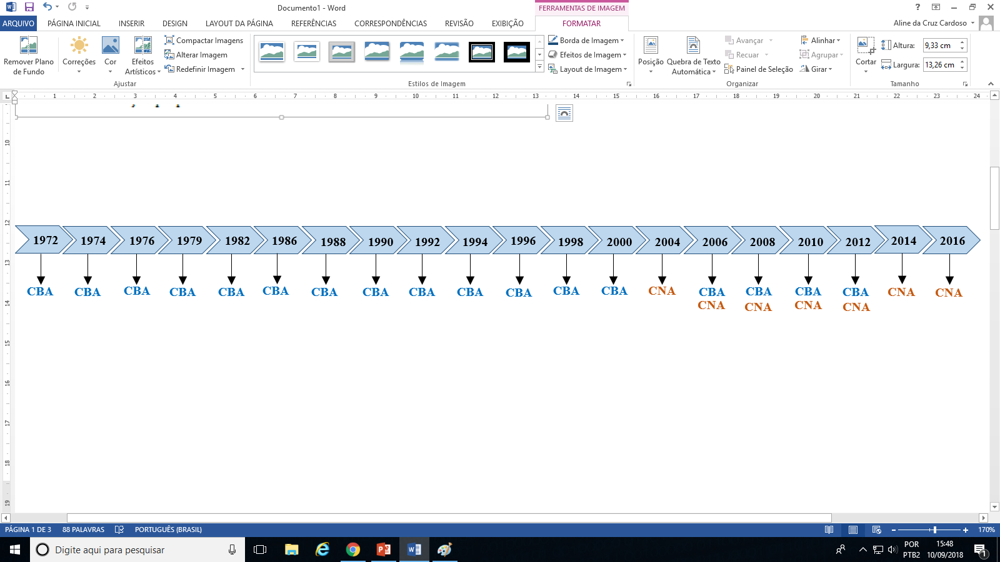 Documento1 - Word
FERRAMENTAS DE IMAGEM
?
ARQUIVO PÁGINA INICIAL INSERIR DESIGN LAYOUT DA PÁGINA REFERÊNCIAS CORRESPONDÊNCIAS REVISÃO EXIBIÇÃO FORMATAR
Aline da Cruz Cardoso
Remover Plano de Fundo
Correções
Cor
Efeitos Artísticos
Compactar Imagens
Alterar Imagem
Redefinir Imagem
Ajustar
Estilos de Imagem
Borda de Imagem
Efeitos de Imagem
Layout de Imagem
Posição
Quebra de Texto Automática
Avançar
Recuar
Painel de Seleção
Alinhar
Agrupar
Girar
Organizar
Cortar
Altura: 9,33 cm
Largura: 13,26 cm
Tamanho
L 1 2 3 4 5 6 7 8 9 10 11 12 13 14 15 16 17 18 19 20 21 22 23 24
10
11
12
13
14
15
16
17
18
19
1972 1974 1976 1979 1982 1986 1988 1990 1992 1994 1996 1998 2000 2004 2006 2008 2010 2012 2014 2016
CBA CBA CBA CBA CBA CBA CBA CBA CBA CBA CBA CBA CBA CNA CBA CBA CBA CBA CNA CNA
CNA CNA CNA CNA
PÁGINA 1 DE 3 88 PALAVRAS PORTUGUÊS (BRASIL)
170%
Digite aqui para pesquisar
POR
PTB2
15:48
10/09/2018
1